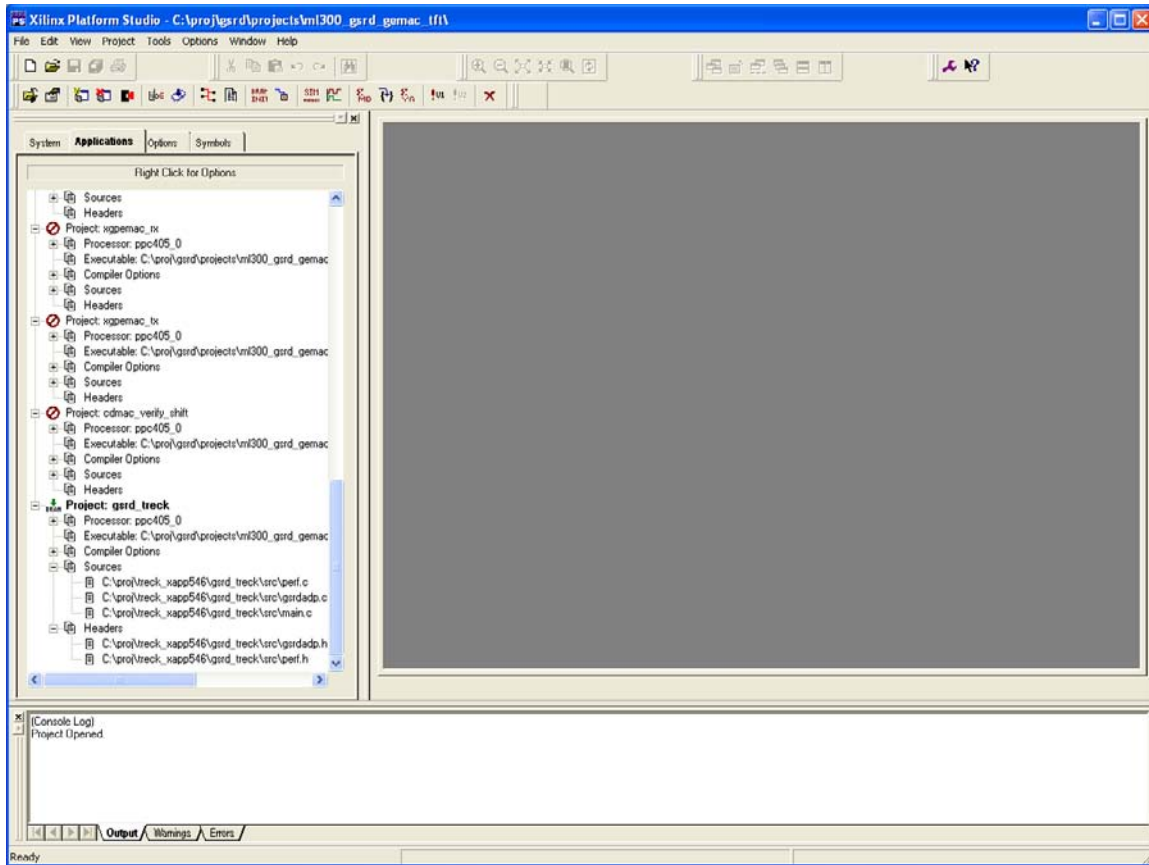 Xilinx Platform Studio - C:\proj\gsrd\projects\ml300_gsrd_gemac_tft\
File Edit View Project Tools Options Window Help
System Applications Options Symbols
Right Click for Options
Sources
Headers
Project: xgpemac_rx
Processor: ppc405_0
Executable: C:\proj\gsrd\projects\ml300_gsrd_gemac
Compiler Options
Sources
Headers
Project: xgpemac_tx
Processor: ppc405_0
Executable: C:\proj\gsrd\projects\ml300_gsrd_gemac
Compiler Options
Sources
Headers
Project: cdmac_verify_shift
Processor: ppc405_0
Executable: C:\proj\gsrd\projects\ml300_gsrd_gemac
Compiler Options
Sources
Headers
Project: gsrd_treck
Processor: ppc405_0
Executable: C:\proj\gsrd\projects\ml300_gsrd_gemac
Compiler Options
Sources
C:\proj\treck_xapp546\gsrd_treck\src\perf.c
C:\proj\treck_xapp546\gsrd_treck\src\gsrdadp.c
C:\proj\treck_xapp546\gsrd_treck\src\main.c
Headers
C:\proj\treck_xapp546\gsrd_treck\src\gsrdadp.h
C:\proj\treck_xapp546\gsrd_treck\src\perf.h
(Console Log)
Project Opened.
Output Warnings Errors
Ready